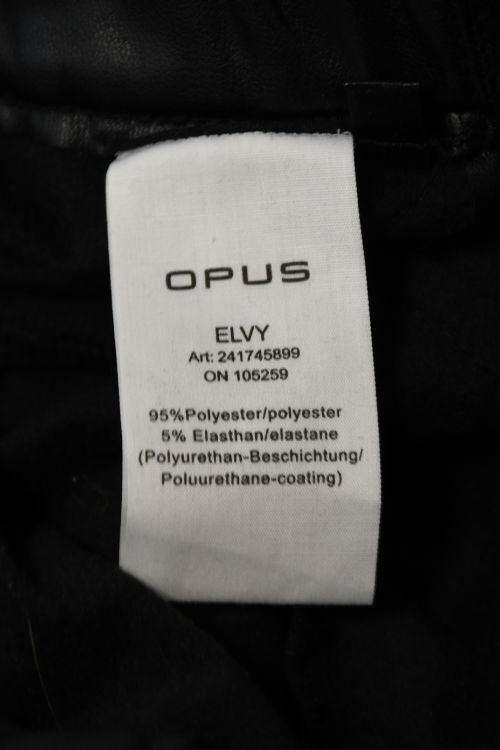 OPUS
ELVY
Art: 241745899
ON 105259
95%Polyester/polyester
5% Elasthan/elastane
(Polyurethan-Beschichtung/
Poluurethane-coating)